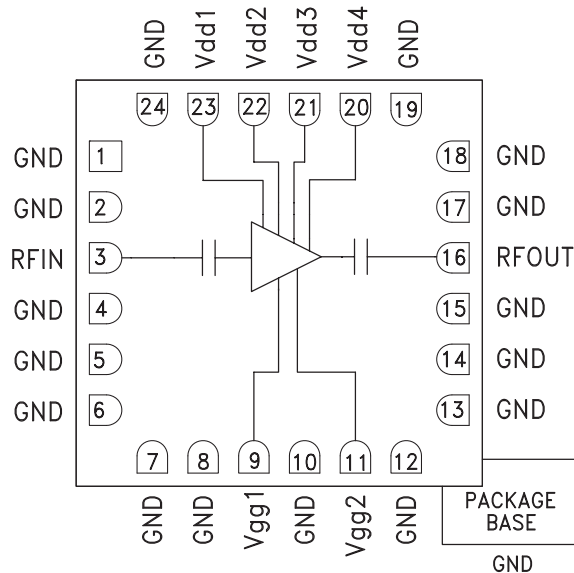 GND Vdd1 Vdd2 Vdd3 Vdd4 GND
24 23 22 21 20 19
GND 1 18 GND
GND 2 17 GND
RFIN 3 16 RFOUT
GND 4 15 GND
GND 5 14 GND
GND 6 13 GND
7 8 9 10 11 12
GND GND Vgg1 GND Vgg2 GND
PACKAGE
BASE
GND